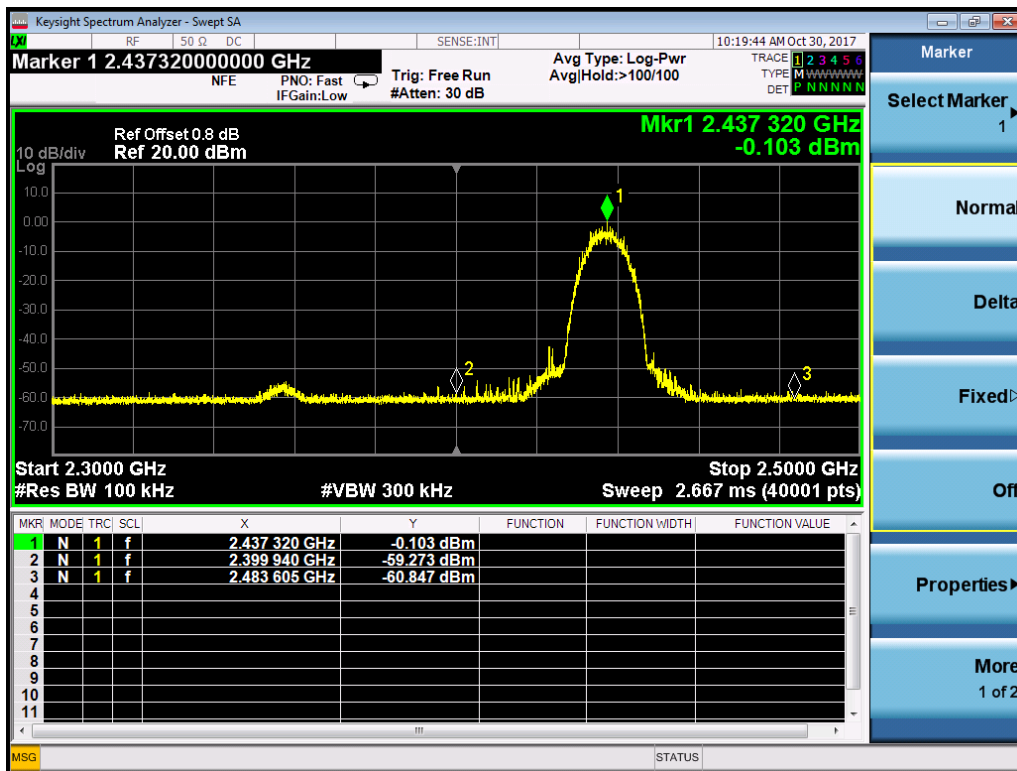 Keysight Spectrum Analyzer - Swept SA
LXI RF 50 Ω DC SENSE:INT 10:19:44 AM Oct 30, 2017
Marker 1 2.437320000000 GHz
NFE
PNO: Fast
IFGain:Low
Trig: Free Run
#Atten: 30 dB
Avg Type: Log-Pwr
Avg|Hold:>100/100
TRACE 1 2 3 4 5 6
TYPE M W W W W W
DET P N N N N N
Mkr1 2.437 320 GHz
-0.103 dBm
Ref Offset 0.8 dB
Ref 20.00 dBm
10 dB/div
Log
10.0
0.00
-10.0
-20.0
-30.0
-40.0
-50.0
-60.0
-70.0
1
2
3
Start 2.3000 GHz
Stop 2.5000 GHz
#Res BW 100 kHz
#VBW 300 kHz
Sweep 2.667 ms (40001 pts)
MKR MODE TRC SCL X Y FUNCTION FUNCTION WIDTH FUNCTION VALUE
1 N 1 f 2.437 320 GHz -0.103 dBm
2 N 1 f 2.399 940 GHz -59.273 dBm
3 N 1 f 2.483 605 GHz -60.847 dBm
4
5
6
7
8
9
10
11
MSG
STATUS
Marker
Select Marker
1
Normal
Delta
Fixed
Off
Properties
More
1 of 2